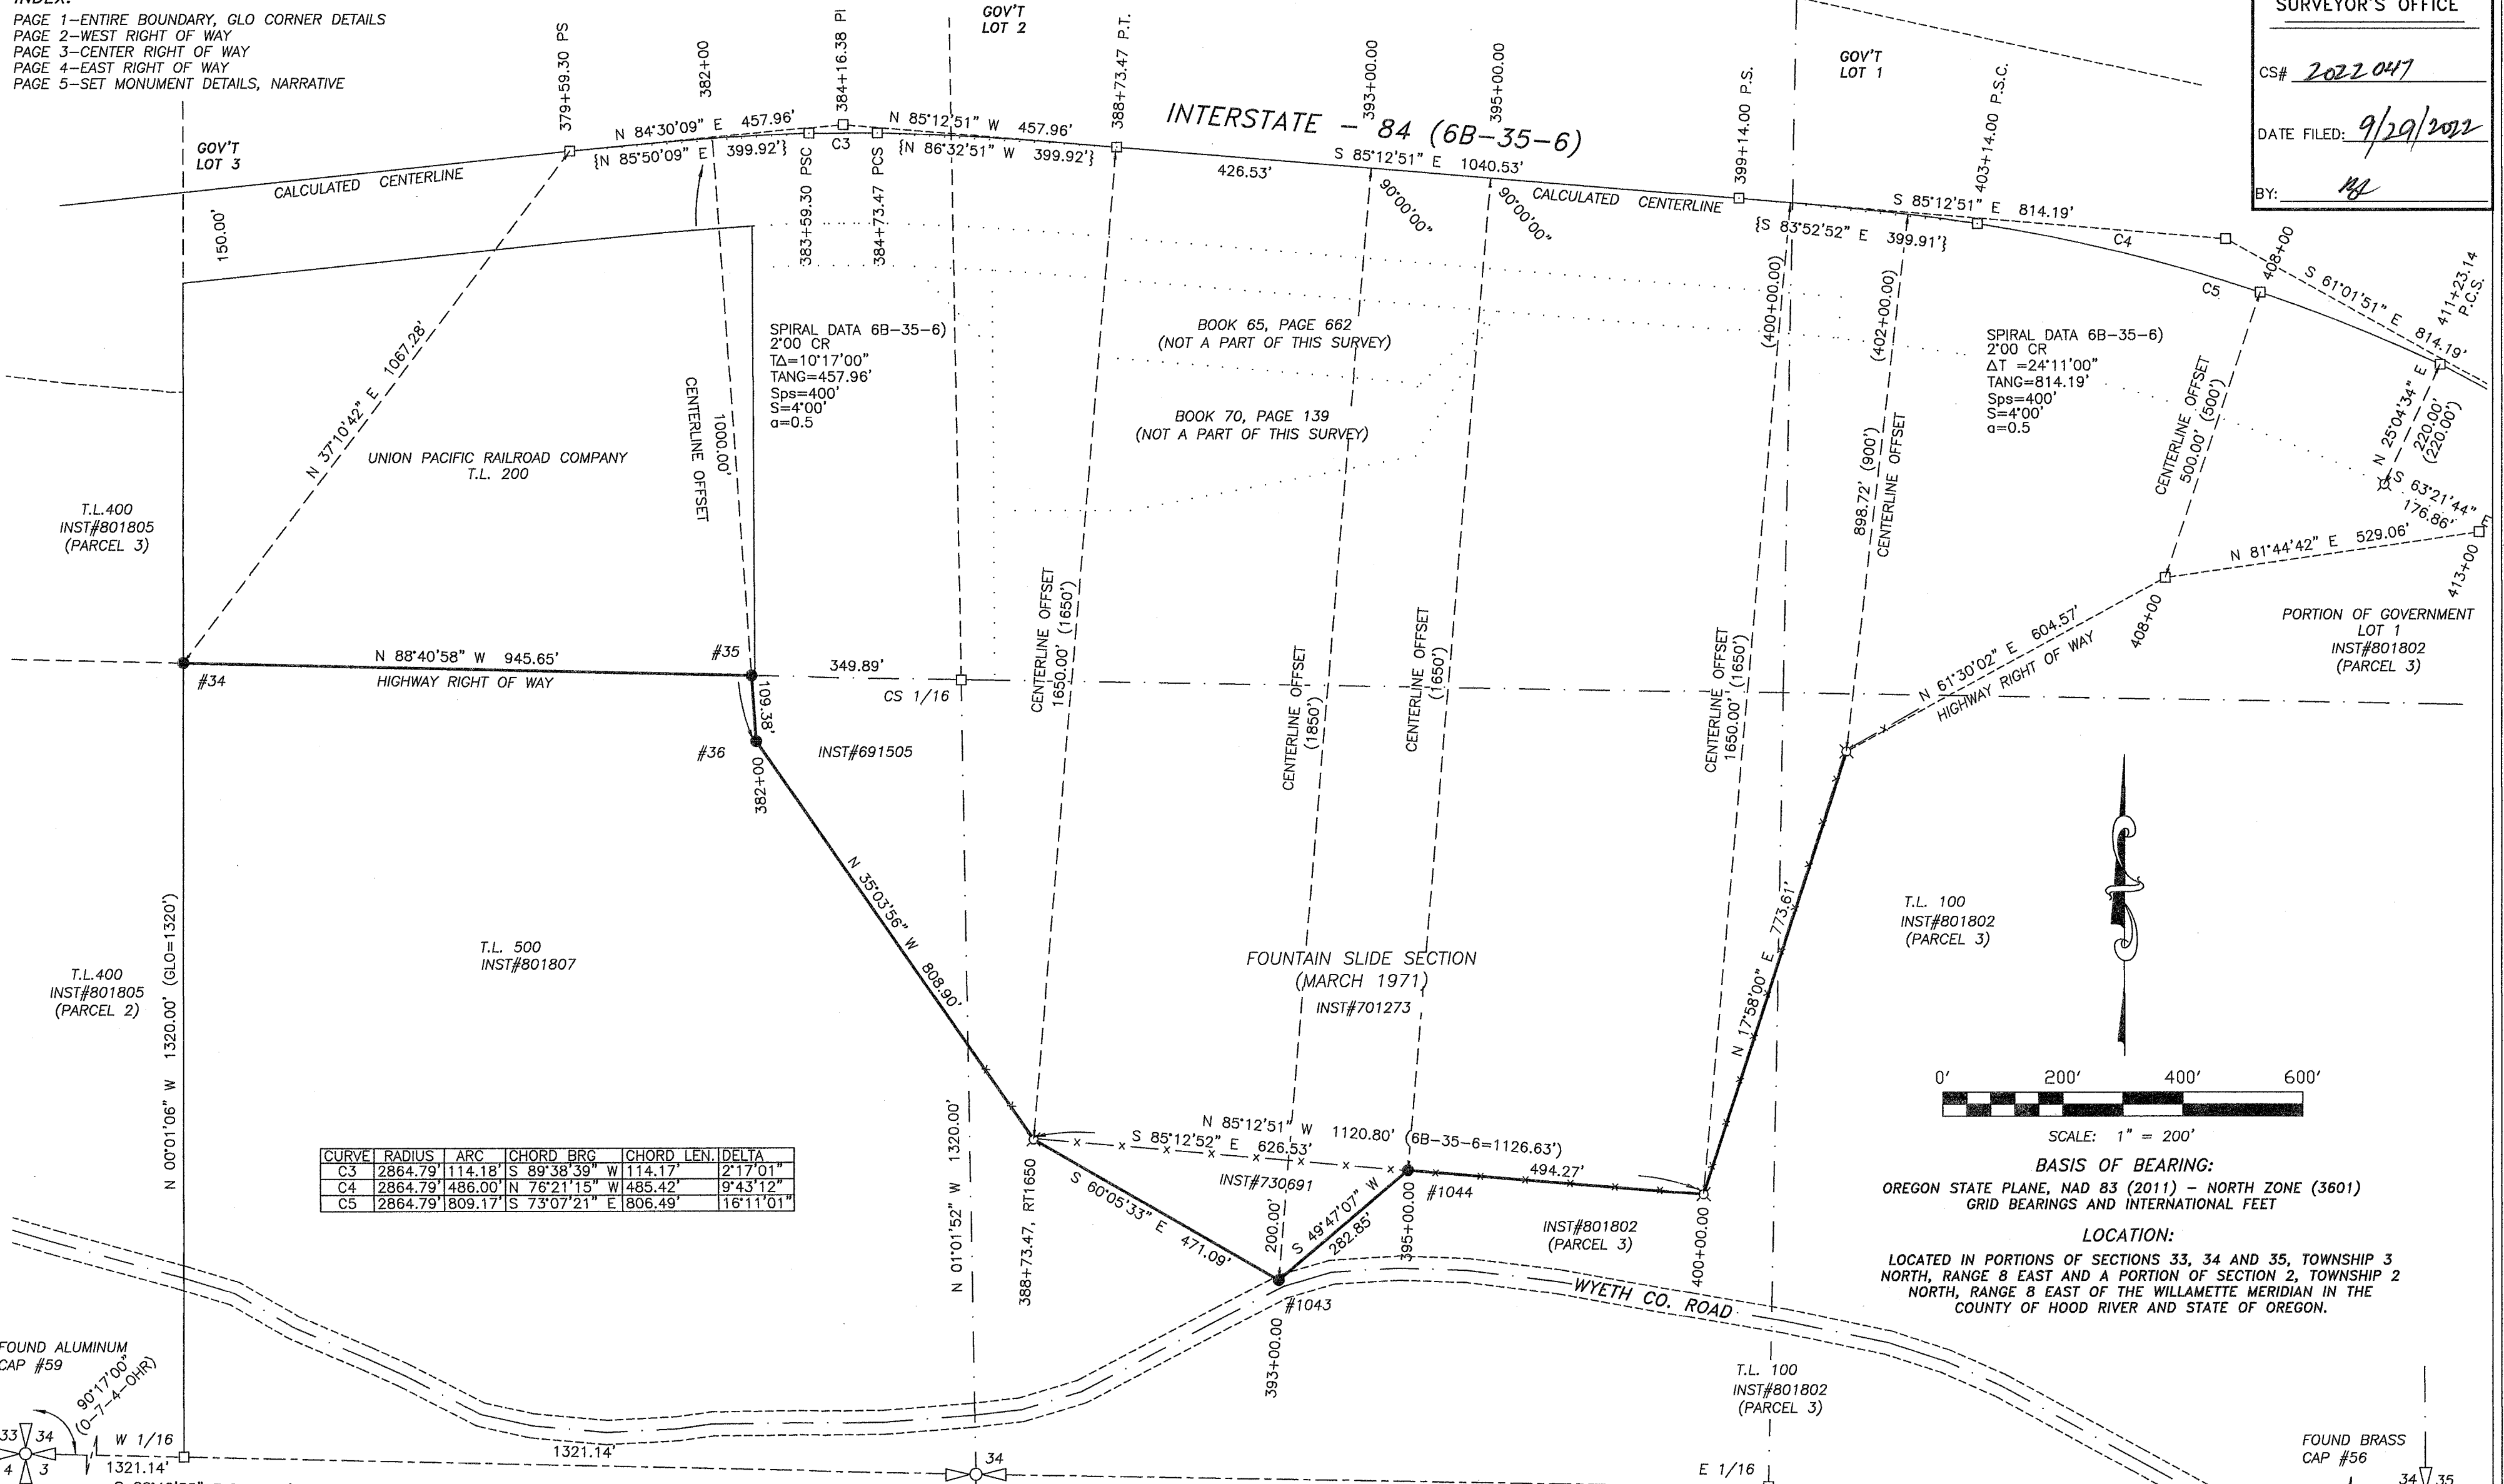 INDEX:
PAGE 1-ENTIRE BOUNDARY, GLO CORNER DETAILS
PAGE 2-WEST RIGHT OF WAY
PAGE 3-CENTER RIGHT OF WAY
PAGE 4-EAST RIGHT OF WAY
PAGE 5-SET MONUMENT DETAILS, NARRATIVE
SURVEYOR'S OFFICE
CS# 2022047
DATE FILED: 9/29/2022
BY:
GOV'T
LOT 3
GOV'T
LOT 2
GOV'T
LOT 1
379+59.30 PS
382+00
384+16.38 PI
388+73.47 P.T.
393+00.00
395+00.00
399+14.00 P.S.
403+14.00 P.S.C.
408+00
411+23.14
P.C.S.
INTERSTATE - 84 (6B-35-6)
N 84°30'09" E 457.96'
{N 85°50'09" E 399.92'}
C3
N 85°12'51" W 457.96'
{N 86°32'51" W 399.92'}
383+59.30 PSC
384+73.47 PCS
CALCULATED CENTERLINE
426.53'
S 85°12'51" E 1040.53'
90°00'00"
90°00'00"
CALCULATED CENTERLINE
S 85°12'51" E 814.19'
{S 83°52'52" E 399.91'}
C4
C5
S 61°01'51" E 814.19'
150.00'
N 37°10'42" E 1067.28'
CENTERLINE OFFSET
1000.00'
SPIRAL DATA 6B-35-6)
2°00 CR
TΔ=10°17'00"
TANG=457.96'
Sps=400'
S=4°00'
a=0.5
BOOK 65, PAGE 662
(NOT A PART OF THIS SURVEY)
BOOK 70, PAGE 139
(NOT A PART OF THIS SURVEY)
(400+00.00)
(402+00.00)
898.72' (900')
CENTERLINE OFFSET
SPIRAL DATA 6B-35-6)
2°00 CR
ΔT =24°11'00"
TANG=814.19'
Sps=400'
S=4°00'
a=0.5
CENTERLINE OFFSET
500.00' (500')
N 25°04'34" E
220.00'
(220.00')
S 63°21'44" E
176.86'
N 81°44'42" E 529.06'
413+00
408+00
UNION PACIFIC RAILROAD COMPANY
T.L. 200
T.L.400
INST#801805
(PARCEL 3)
PORTION OF GOVERNMENT
LOT 1
INST#801802
(PARCEL 3)
N 61°30'02" E 604.57'
HIGHWAY RIGHT OF WAY
#34
N 88°40'58" W 945.65'
HIGHWAY RIGHT OF WAY
#35
349.89'
CS 1/16
109.38'
#36
382+00
INST#691505
CENTERLINE OFFSET
1650.00' (1650')
CENTERLINE OFFSET
(1850')
CENTERLINE OFFSET
(1650')
CENTERLINE OFFSET
1650.00' (1650')
N 35°03'56" W 808.90'
N 17°58'00" E 773.61'
T.L. 100
INST#801802
(PARCEL 3)
T.L. 500
INST#801807
FOUNTAIN SLIDE SECTION
(MARCH 1971)
INST#701273
T.L.400
INST#801805
(PARCEL 2)
N 00°01'06" W 1320.00' (GLO=1320')
N 01°01'52" W 1320.00'
388+73.47, RT1650
N 85°12'51" W 1120.80' (6B-35-6=1126.63')
S 85°12'52" E 626.53'
INST#730691
494.27'
#1044
S 60°05'33" E 471.09'
200.00'
S 49°47'07" W
282.85'
395+00.00
INST#801802
(PARCEL 3)
400+00.00
#1043
393+00.00
WYETH CO. ROAD
CURVE RADIUS ARC CHORD BRG CHORD LEN. DELTA
C3 2864.79' 114.18' S 89°38'39" W 114.17' 2°17'01"
C4 2864.79' 486.00' N 76°21'15" W 485.42' 9°43'12"
C5 2864.79' 809.17' S 73°07'21" E 806.49' 16°11'01"
0' 200' 400' 600'
SCALE: 1" = 200'
BASIS OF BEARING:
OREGON STATE PLANE, NAD 83 (2011) - NORTH ZONE (3601)
GRID BEARINGS AND INTERNATIONAL FEET
LOCATION:
LOCATED IN PORTIONS OF SECTIONS 33, 34 AND 35, TOWNSHIP 3
NORTH, RANGE 8 EAST AND A PORTION OF SECTION 2, TOWNSHIP 2
NORTH, RANGE 8 EAST OF THE WILLAMETTE MERIDIAN IN THE
COUNTY OF HOOD RIVER AND STATE OF OREGON.
FOUND ALUMINUM
CAP #59
90°17'00"
(0-7-4-OHR)
33 34
4 3
W 1/16
1321.14'
1321.14'
34
T.L. 100
INST#801802
(PARCEL 3)
E 1/16
FOUND BRASS
CAP #56
34 35